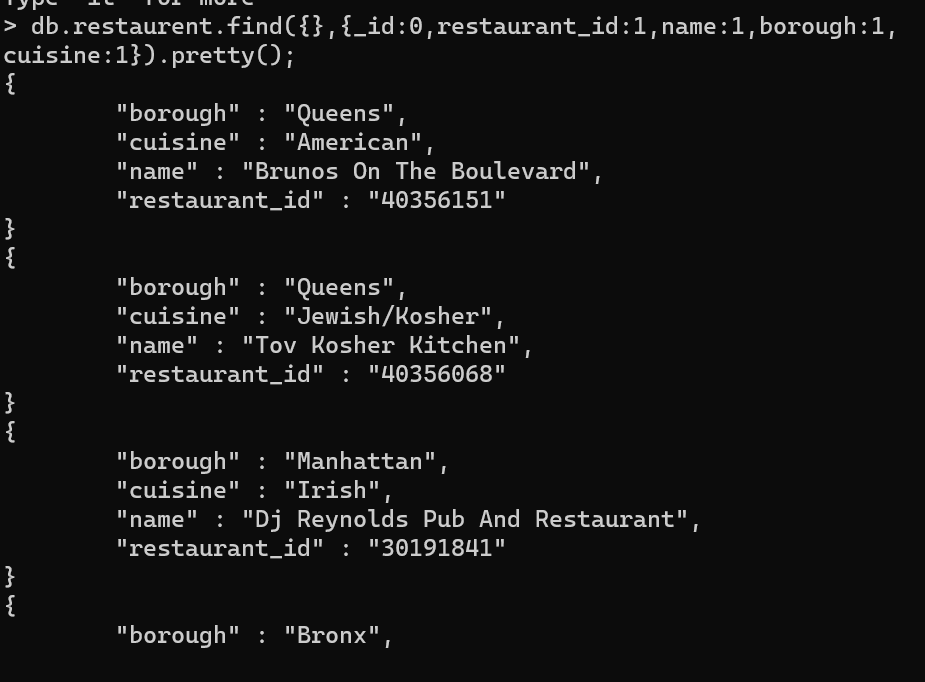 Type "it" for more
> db.restaurent.find({},{_id:0,restaurant_id:1,name:1,borough:1,
cuisine:1}).pretty();
{
"borough" : "Queens",
"cuisine" : "American",
"name" : "Brunos On The Boulevard",
"restaurant_id" : "40356151"
}
{
"borough" : "Queens",
"cuisine" : "Jewish/Kosher",
"name" : "Tov Kosher Kitchen",
"restaurant_id" : "40356068"
}
{
"borough" : "Manhattan",
"cuisine" : "Irish",
"name" : "Dj Reynolds Pub And Restaurant",
"restaurant_id" : "30191841"
}
{
"borough" : "Bronx",